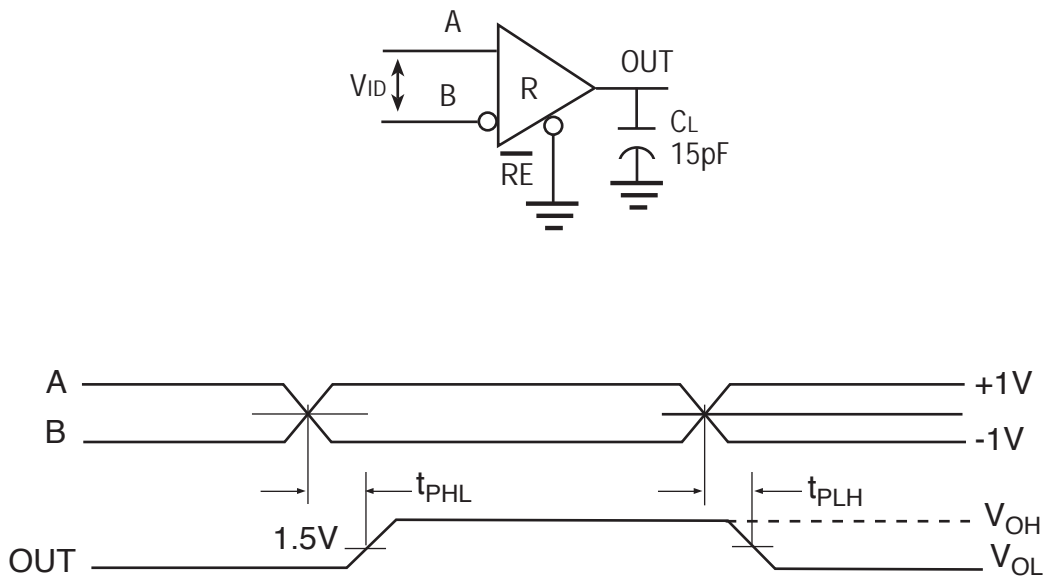 A
OUT
VID
B
R
CL
15pF
RE
A
+1V
B
-1V
tPHL
tPLH
1.5V
VOH
OUT
VOL